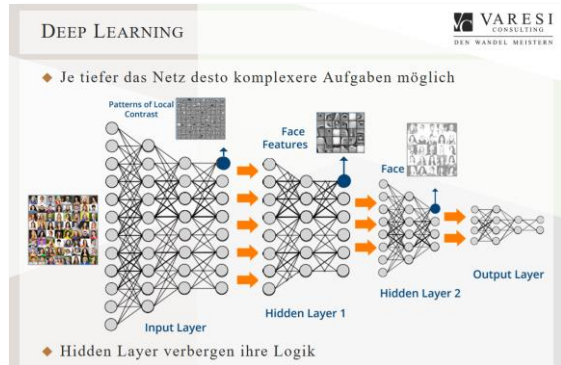 DEEP LEARNING
VARESI
CONSULTING
DEN WANDEL MEISTERN
Je tiefer das Netz desto komplexere Aufgaben möglich
Patterns of Local
Contrast
Face
Features
Face
Input Layer
Hidden Layer 1
Hidden Layer 2
Output Layer
Hidden Layer verbergen ihre Logik